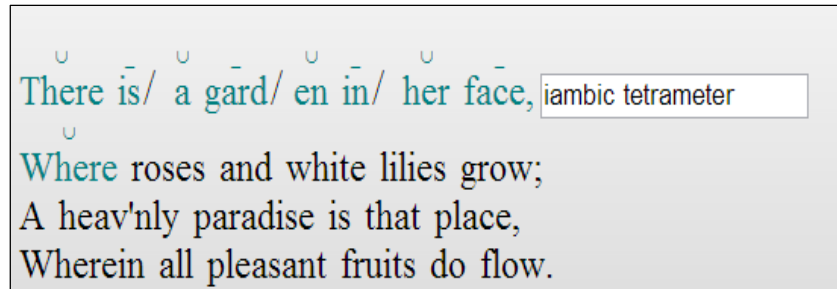 There is/ a gard/ en in/ her face, iambic tetrameter
Where roses and white lilies grow;
A heav'nly paradise is that place,
Wherein all pleasant fruits do flow.